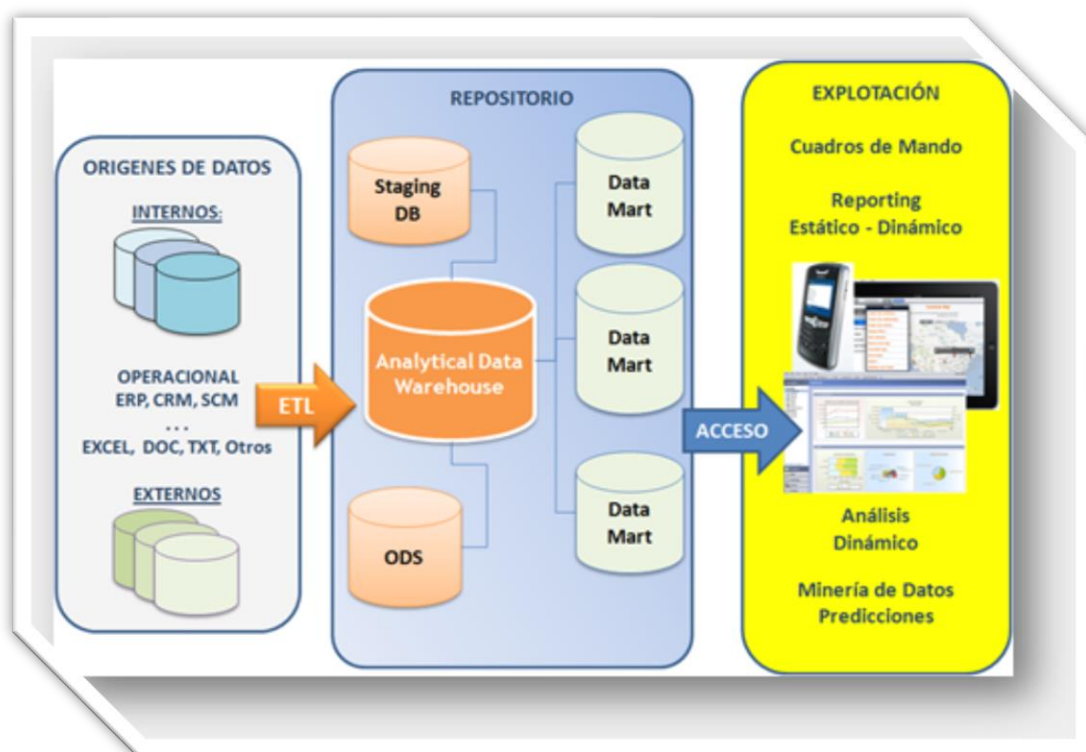 ORIGENES DE DATOS
INTERNOS:
OPERACIONAL
ERP, CRM, SCM
...
EXCEL, DOC, TXT, Otros
EXTERNOS
ETL
REPOSITORIO
Staging
DB
Analytical Data
Warehouse
ODS
Data
Mart
Data
Mart
Data
Mart
ACCESO
EXPLOTACIÓN
Cuadros de Mando
Reporting
Estático - Dinámico
Análisis
Dinámico
Minería de Datos
Predicciones